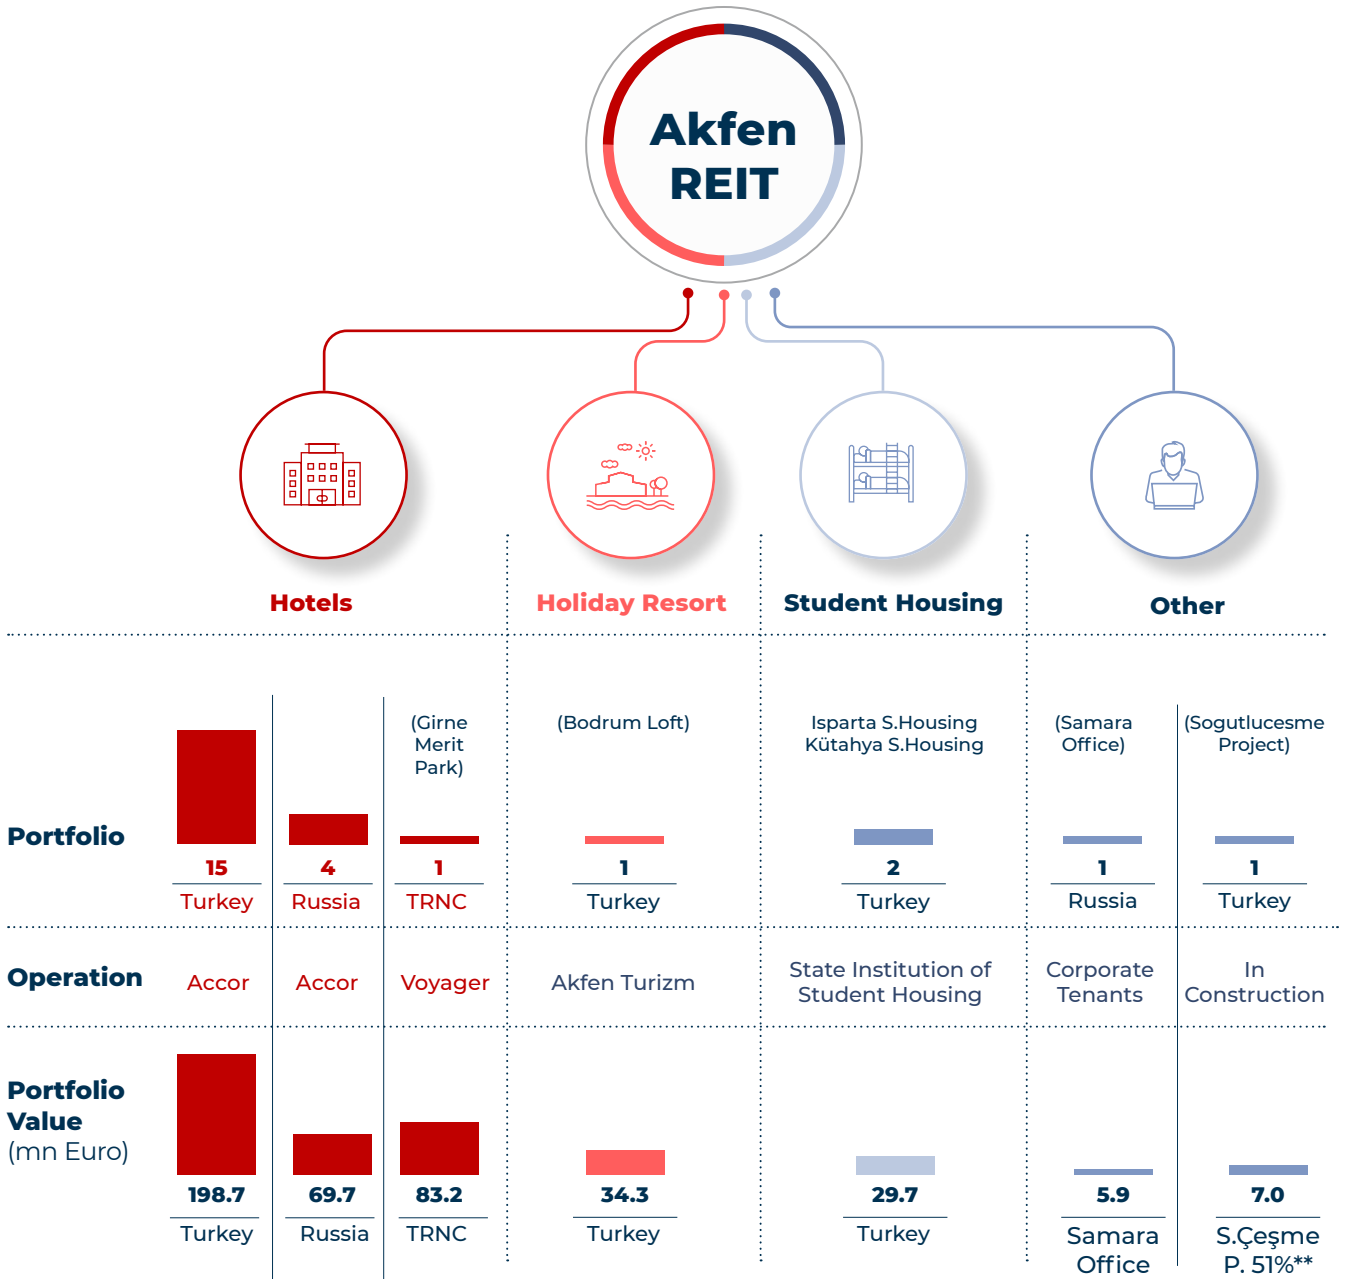 Akfen
REIT
Hotels
Holiday Resort
Student Housing
Other
Portfolio
(Girne
Merit
Park)
(Bodrum Loft)
Isparta S.Housing
Kütahya S.Housing
(Samara
Office)
(Sogutlucesme
Project)
15
4
1
1
2
1
1
Turkey
Russia
TRNC
Turkey
Turkey
Russia
Turkey
Operation
Accor
Accor
Voyager
Akfen Turizm
State Institution of
Student Housing
Corporate
Tenants
In
Construction
Portfolio
Value
(mn Euro)
198.7
69.7
83.2
34.3
29.7
5.9
7.0
Turkey
Russia
TRNC
Turkey
Turkey
Samara
Office
S.Çeşme
P. 51%**